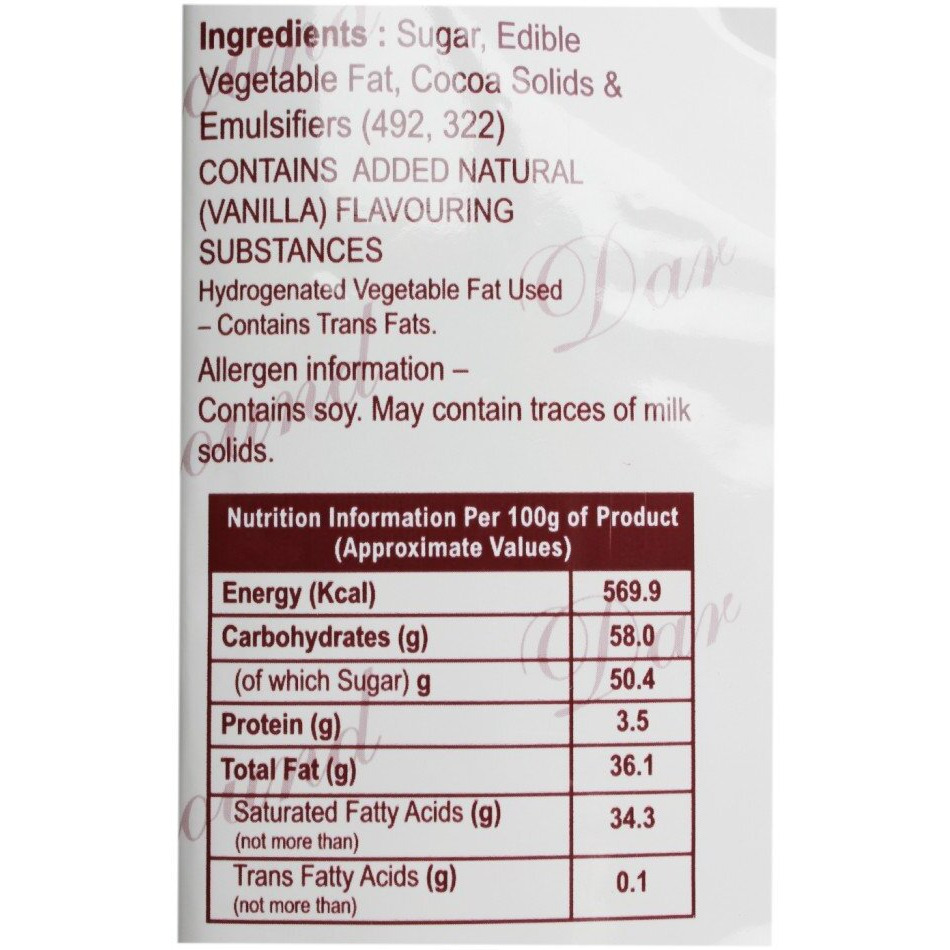 Ingredients : Sugar, Edible
Vegetable Fat, Cocoa Solids &
Emulsifiers (492, 322)
CONTAINS ADDED NATURAL
(VANILLA) FLAVOURING
SUBSTANCES
Hydrogenated Vegetable Fat Used
– Contains Trans Fats.
Allergen information –
Contains soy. May contain traces of milk
solids.
Nutrition Information Per 100g of Product
(Approximate Values)
Energy (Kcal) 569.9
Carbohydrates (g) 58.0
(of which Sugar) g 50.4
Protein (g) 3.5
Total Fat (g) 36.1
Saturated Fatty Acids (g) 34.3
(not more than)
Trans Fatty Acids (g) 0.1
(not more than)